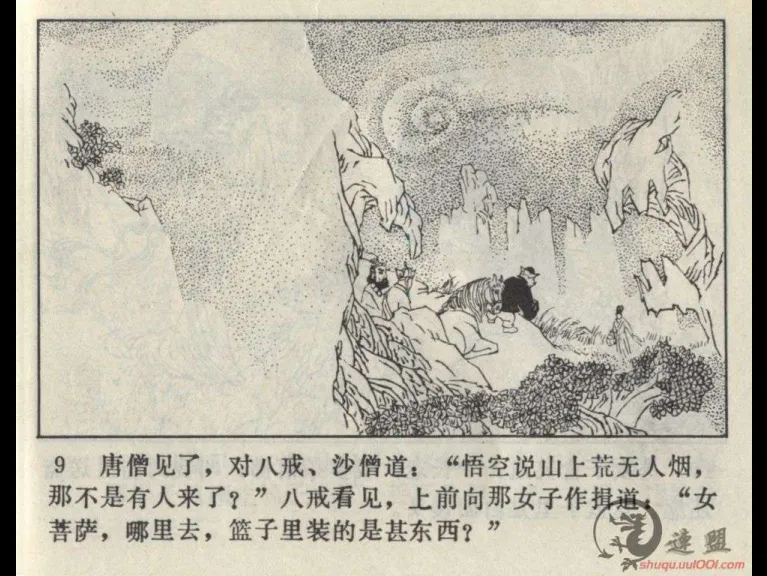 9 唐僧见了，对八戒、沙僧道：“悟空说山上荒无人烟，
那不是有人来了？”八戒看见，上前向那女子作揖道：“女
菩萨，哪里去，篮子里装的是甚东西？”
連盟
shuqu.uul001.com